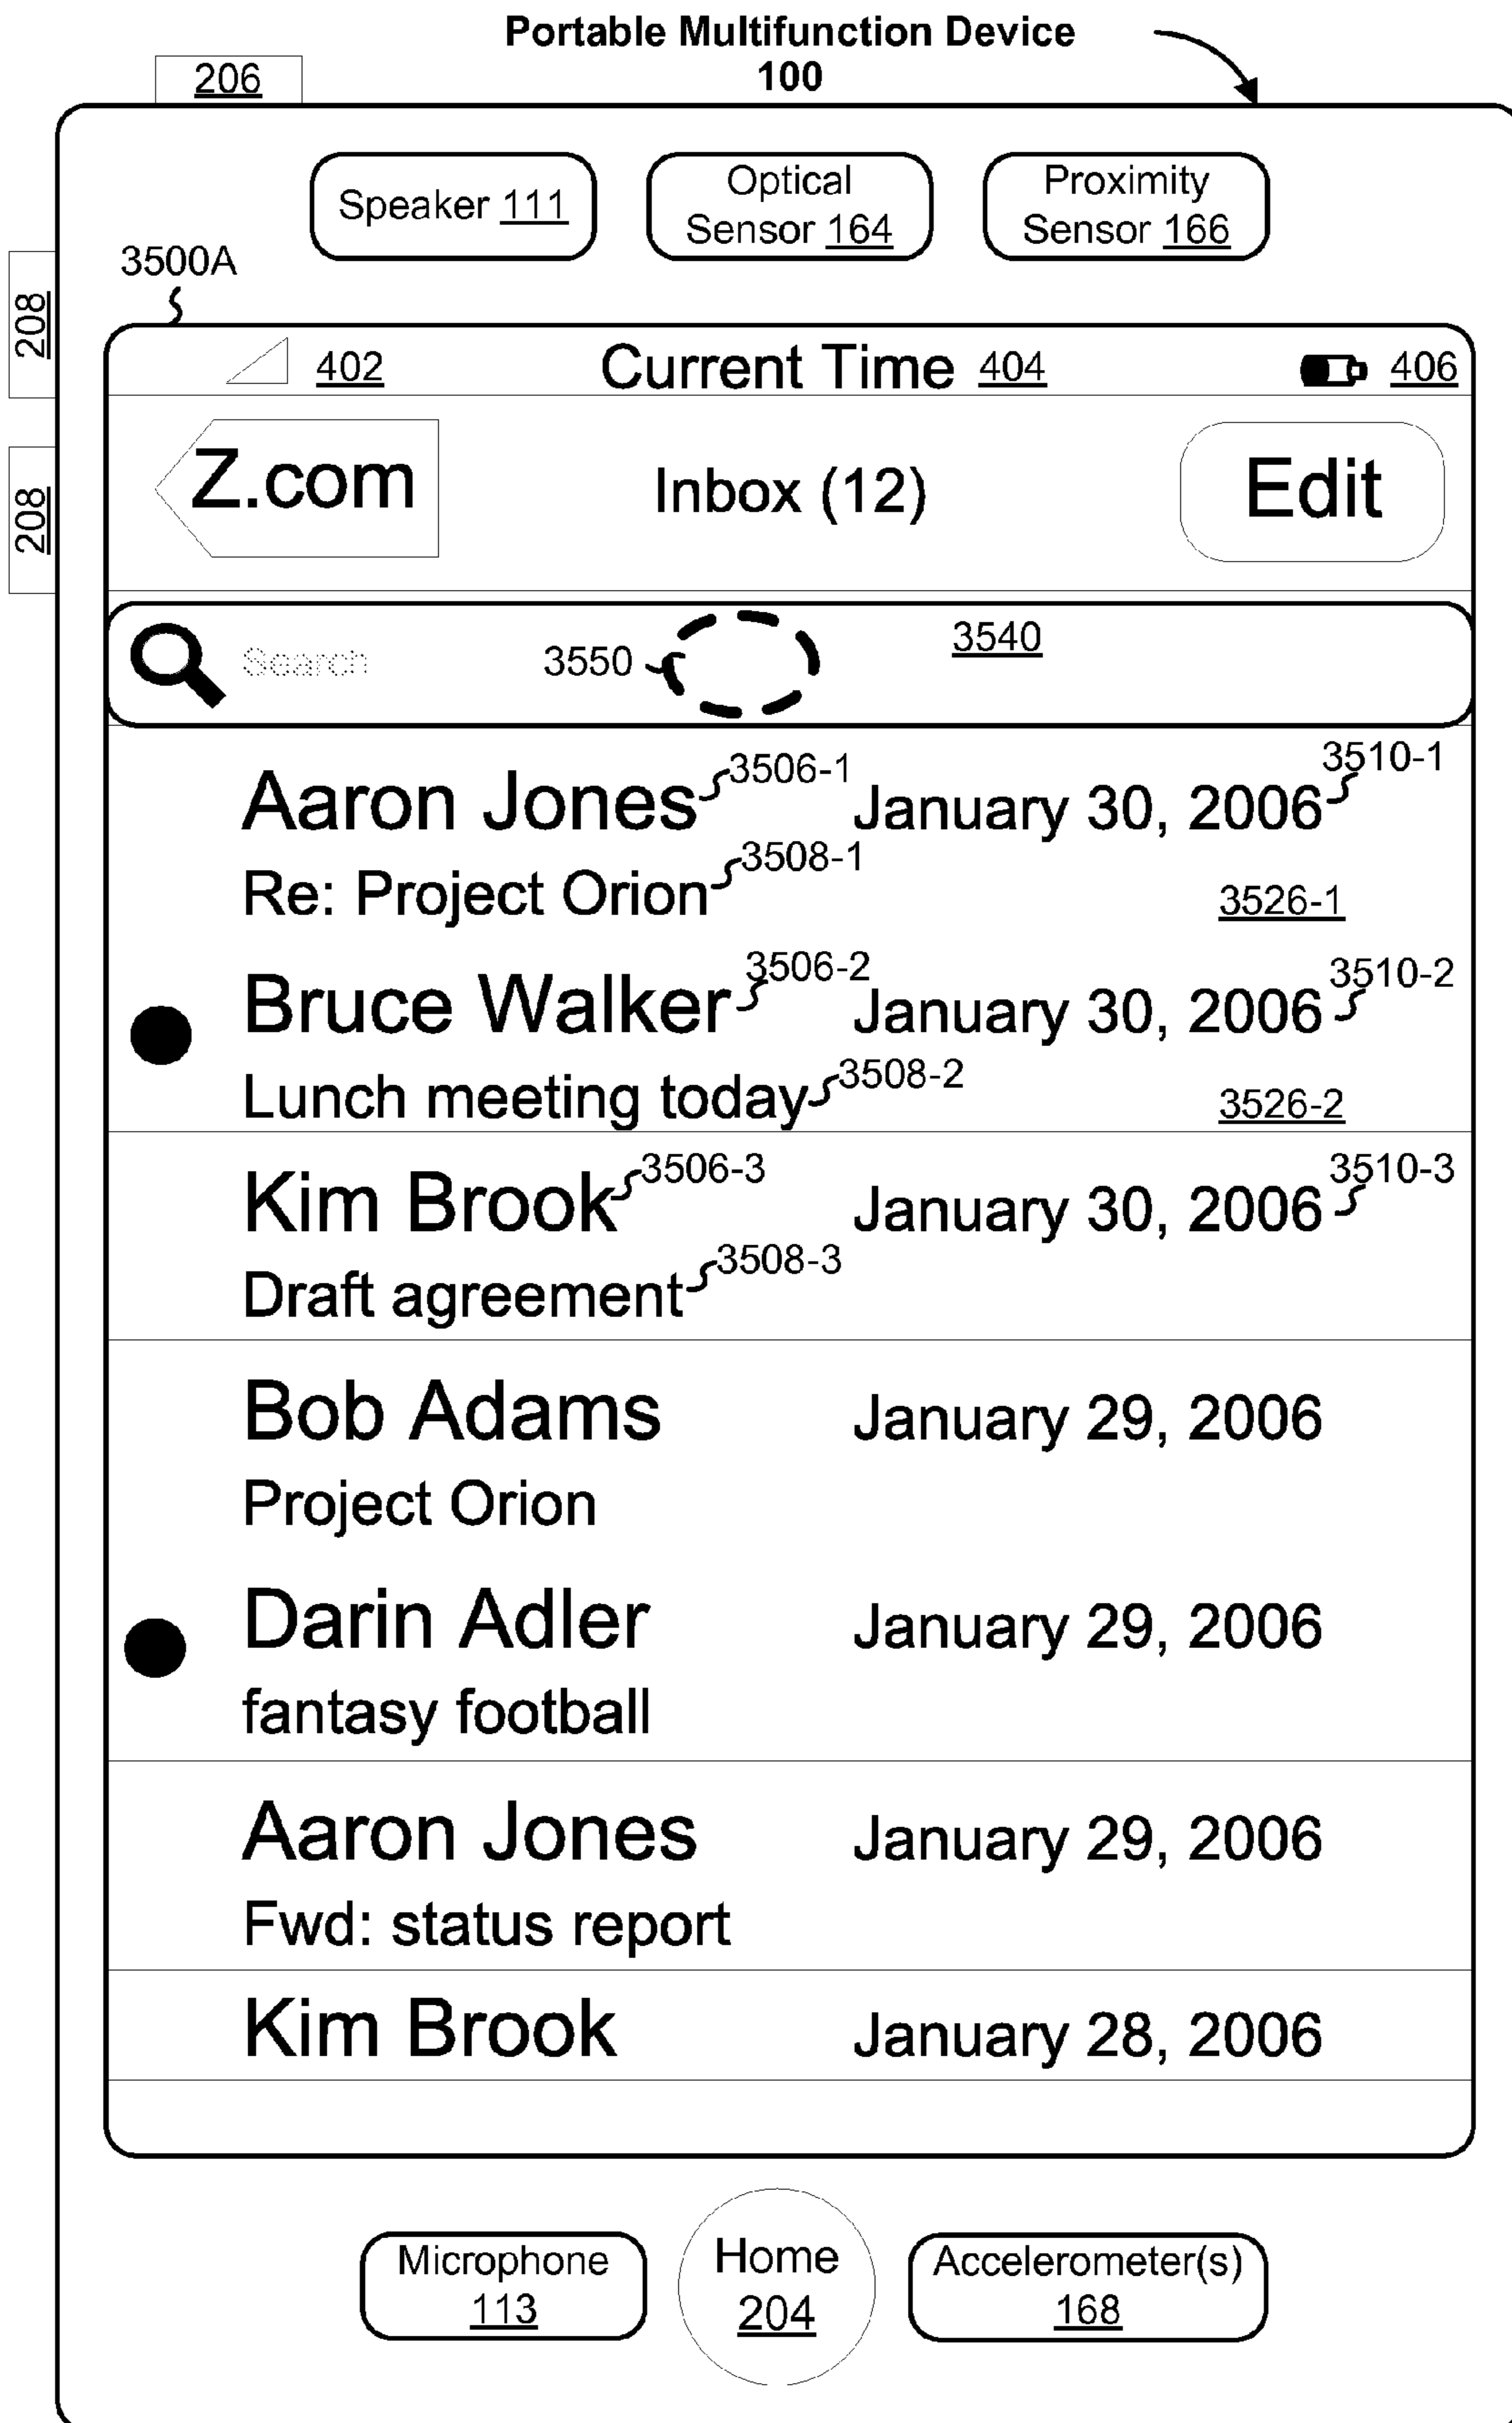 Portable Multifunction Device
100
206
Speaker 111
Optical
Sensor 164
Proximity
Sensor 166
3500A
208
208
402
Current Time 404
406
Z.com
Inbox (12)
Edit
Search
3550
3540
Aaron Jones 3506-1 January 30, 2006 3510-1
Re: Project Orion 3508-1
3526-1
Bruce Walker 3506-2 January 30, 2006 3510-2
Lunch meeting today 3508-2
3526-2
Kim Brook 3506-3 January 30, 2006 3510-3
Draft agreement 3508-3
Bob Adams January 29, 2006
Project Orion
Darin Adler January 29, 2006
fantasy football
Aaron Jones January 29, 2006
Fwd: status report
Kim Brook January 28, 2006
Microphone
113
Home
204
Accelerometer(s)
168